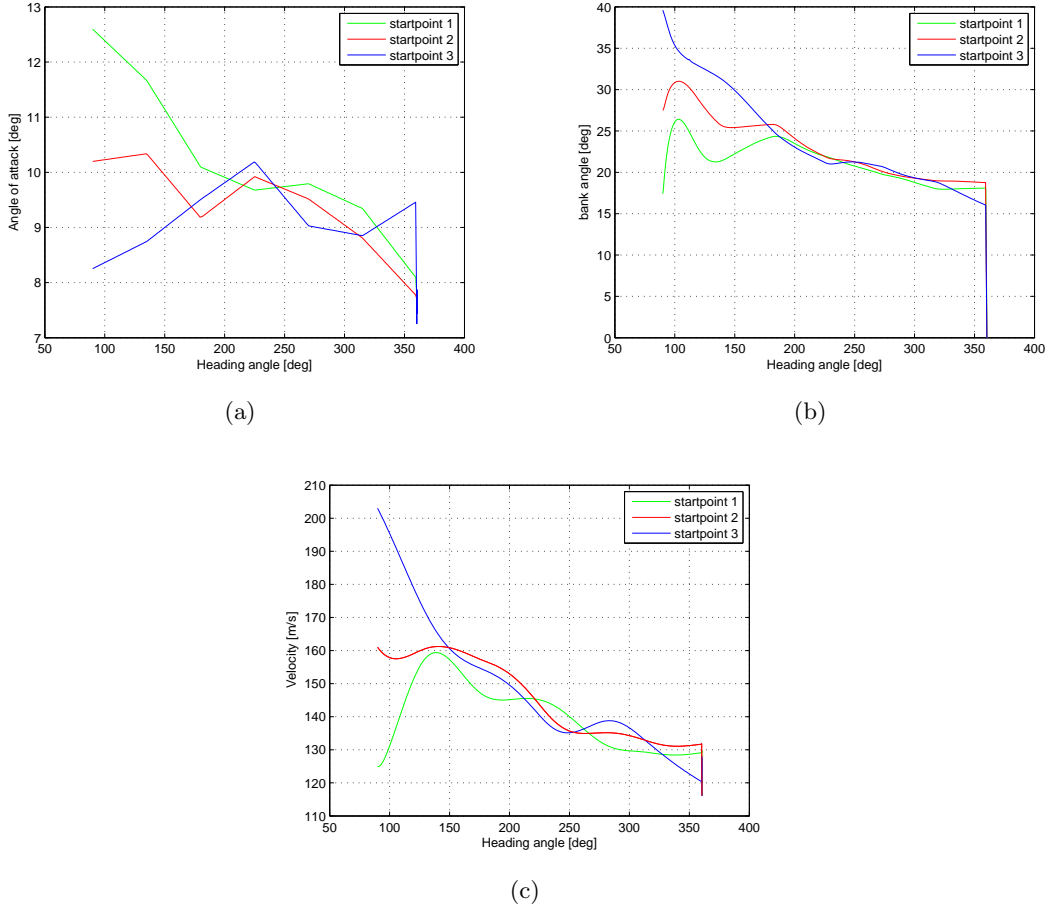 13
12
11
10
9
8
7
Angle of attack [deg]
50 100 150 200 250 300 350 400
Heading angle [deg]
startpoint 1
startpoint 2
startpoint 3
(a)
40
35
30
25
20
15
10
5
0
bank angle [deg]
50 100 150 200 250 300 350 400
Heading angle [deg]
startpoint 1
startpoint 2
startpoint 3
(b)
210
200
190
180
170
160
150
140
130
120
110
Velocity [m/s]
50 100 150 200 250 300 350 400
Heading angle [deg]
startpoint 1
startpoint 2
startpoint 3
(c)